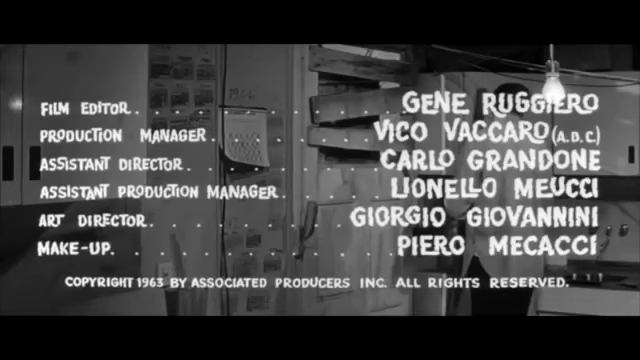 FILM EDITOR. . . . . . . . . . GENE RUGGIERO
PRODUCTION MANAGER. . . . . . . VICO VACCARO (A.D.C.)
ASSISTANT DIRECTOR. . . . . . . . CARLO GRANDONE
ASSISTANT PRODUCTION MANAGER. . . . . LIONELLO MEUCCI
ART DIRECTOR. . . . . . . . GIORGIO GIOVANNINI
MAKE-UP. . . . . . . . . . . PIERO MECACCI
COPYRIGHT 1963 BY ASSOCIATED PRODUCERS INC. ALL RIGHTS RESERVED.